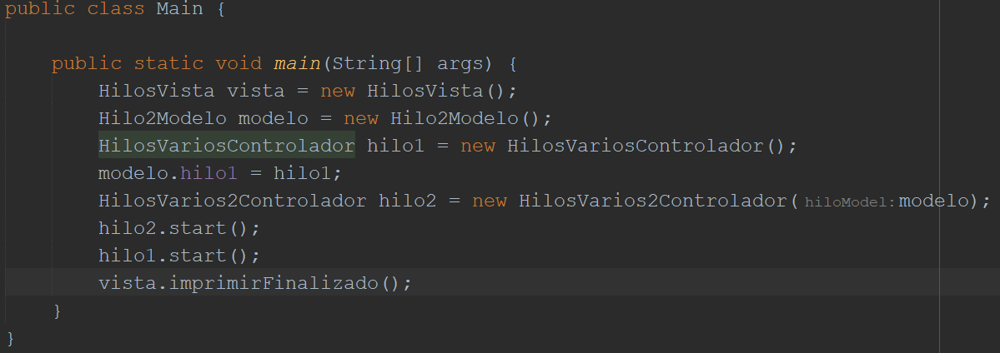 public class Main {
public static void main(String[] args) {
HilosVista vista = new HilosVista();
Hilo2Modelo modelo = new Hilo2Modelo();
HilosVariosControlador hilo1 = new HilosVariosControlador();
modelo.hilo1 = hilo1;
HilosVarios2Controlador hilo2 = new HilosVarios2Controlador( hiloModel: modelo);
hilo2.start();
hilo1.start();
vista.imprimirFinalizado();
}
}